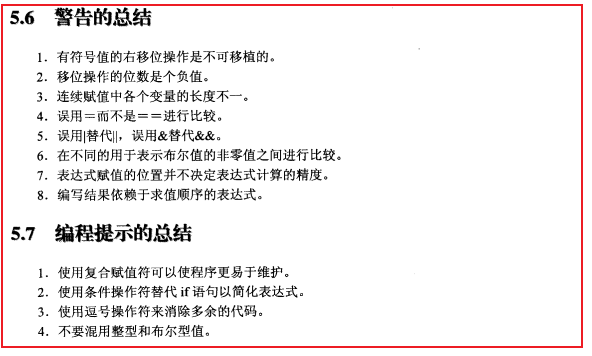 5.6 警告的总结
1. 有符号值的右移位操作是不可移植的。
2. 移位操作的位数是个负值。
3. 连续赋值中各个变量的长度不一。
4. 误用=而不是==进行比较。
5. 误用|替代||，误用&替代&&。
6. 在不同的用于表示布尔值的非零值之间进行比较。
7. 表达式赋值的位置并不决定表达式计算的精度。
8. 编写结果依赖于求值顺序的表达式。
5.7 编程提示的总结
1. 使用复合赋值符可以使程序更易于维护。
2. 使用条件操作符替代 if 语句以简化表达式。
3. 使用逗号操作符来消除多余的代码。
4. 不要混用整型和布尔型值。